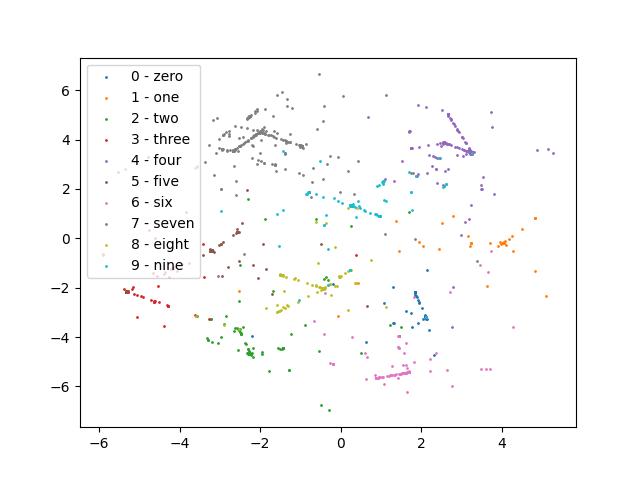 0 - zero
1 - one
2 - two
3 - three
4 - four
5 - five
6 - six
7 - seven
8 - eight
9 - nine
6
4
2
0
−2
−4
−6
−6 −4 −2 0 2 4